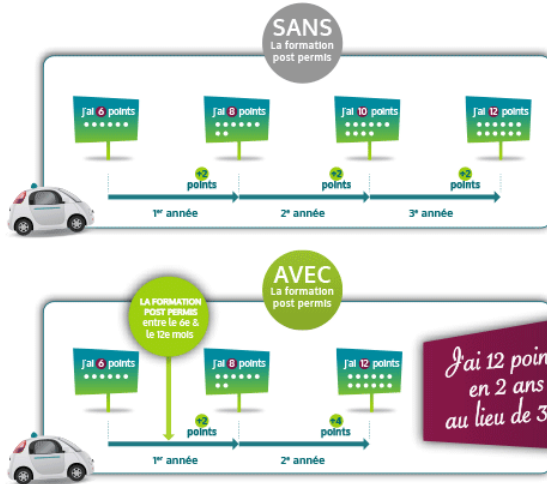 SANS
La formation
post permis
J'ai 6 points
J'ai 8 points
J'ai 10 points
J'ai 12 points
+2
points
+2
points
+2
points
1er année
2e année
3e année
AVEC
La formation
post permis
LA FORMATION
POST PERMIS
entre le 6e &
le 12e mois
J'ai 6 points
J'ai 8 points
J'ai 12 points
J'ai 12 poin
en 2 ans
au lieu de 3
+2
points
+4
points
1er année
2e année